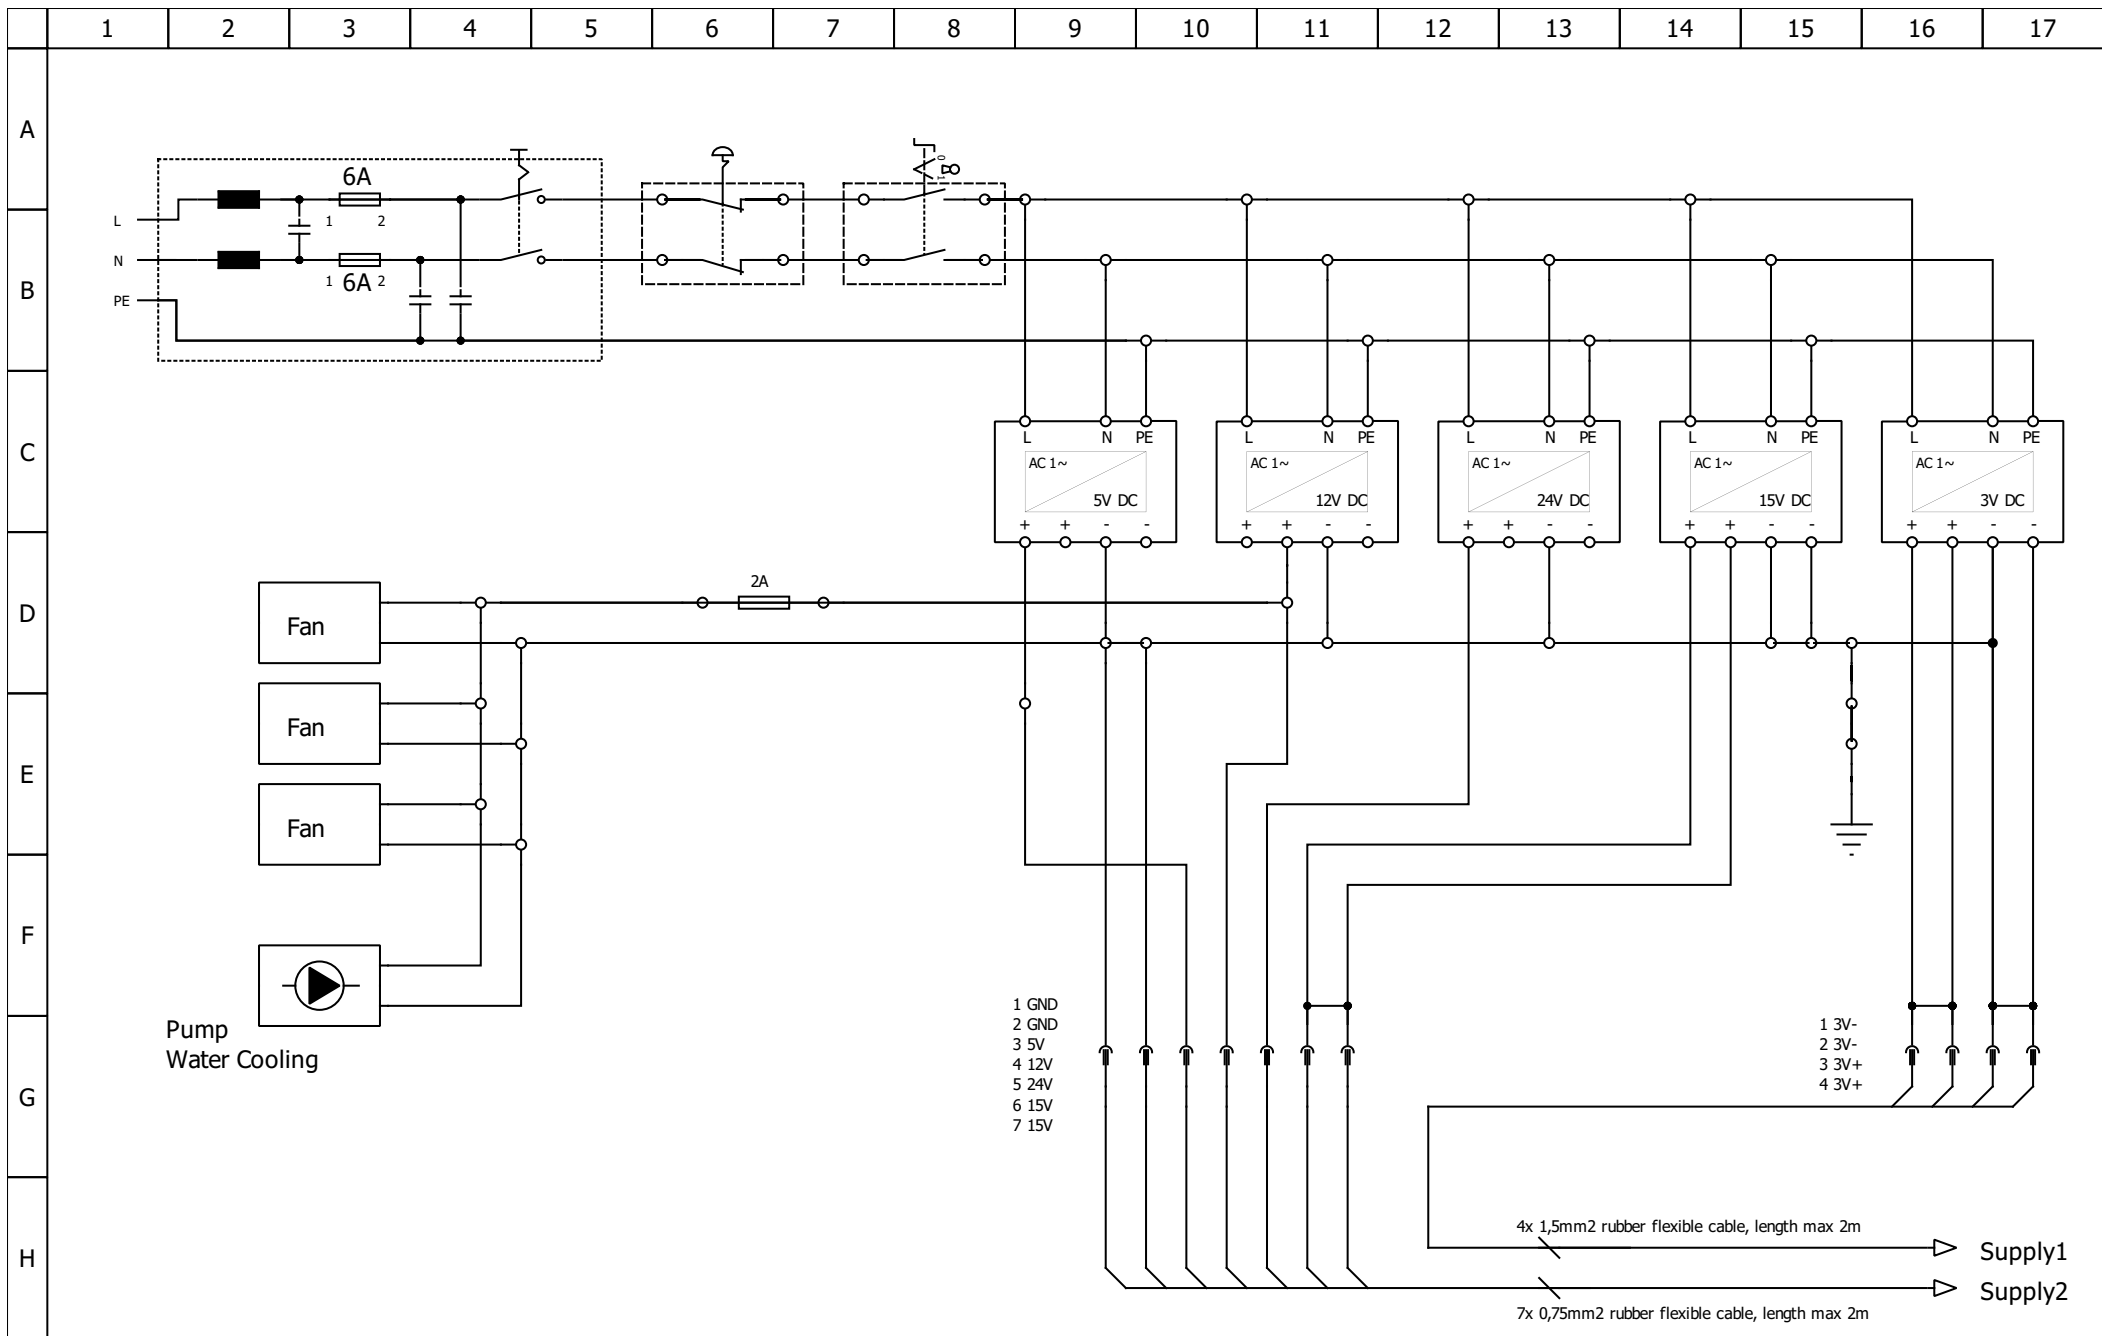 1 2 3 4 5 6 7 8 9 10 11 12 13 14 15 16 17
A
6A
0
1
L
1 2
N
1 6A 2
B
PE
L N PE L N PE L N PE L N PE L N PE
C
AC 1~ AC 1~ AC 1~ AC 1~ AC 1~
5V DC 12V DC 24V DC 15V DC 3V DC
+ + - - + + - - + + - - + + - - + + - -
2A
D
Fan
Fan
E
Fan
F
1 GND
2 GND
3 5V
4 12V
5 24V
6 15V
7 15V
1 3V-
2 3V-
3 3V+
4 3V+
Pump
Water Cooling
G
4x 1,5mm2 rubber flexible cable, length max 2m
H
Supply1
Supply2
7x 0,75mm2 rubber flexible cable, length max 2m